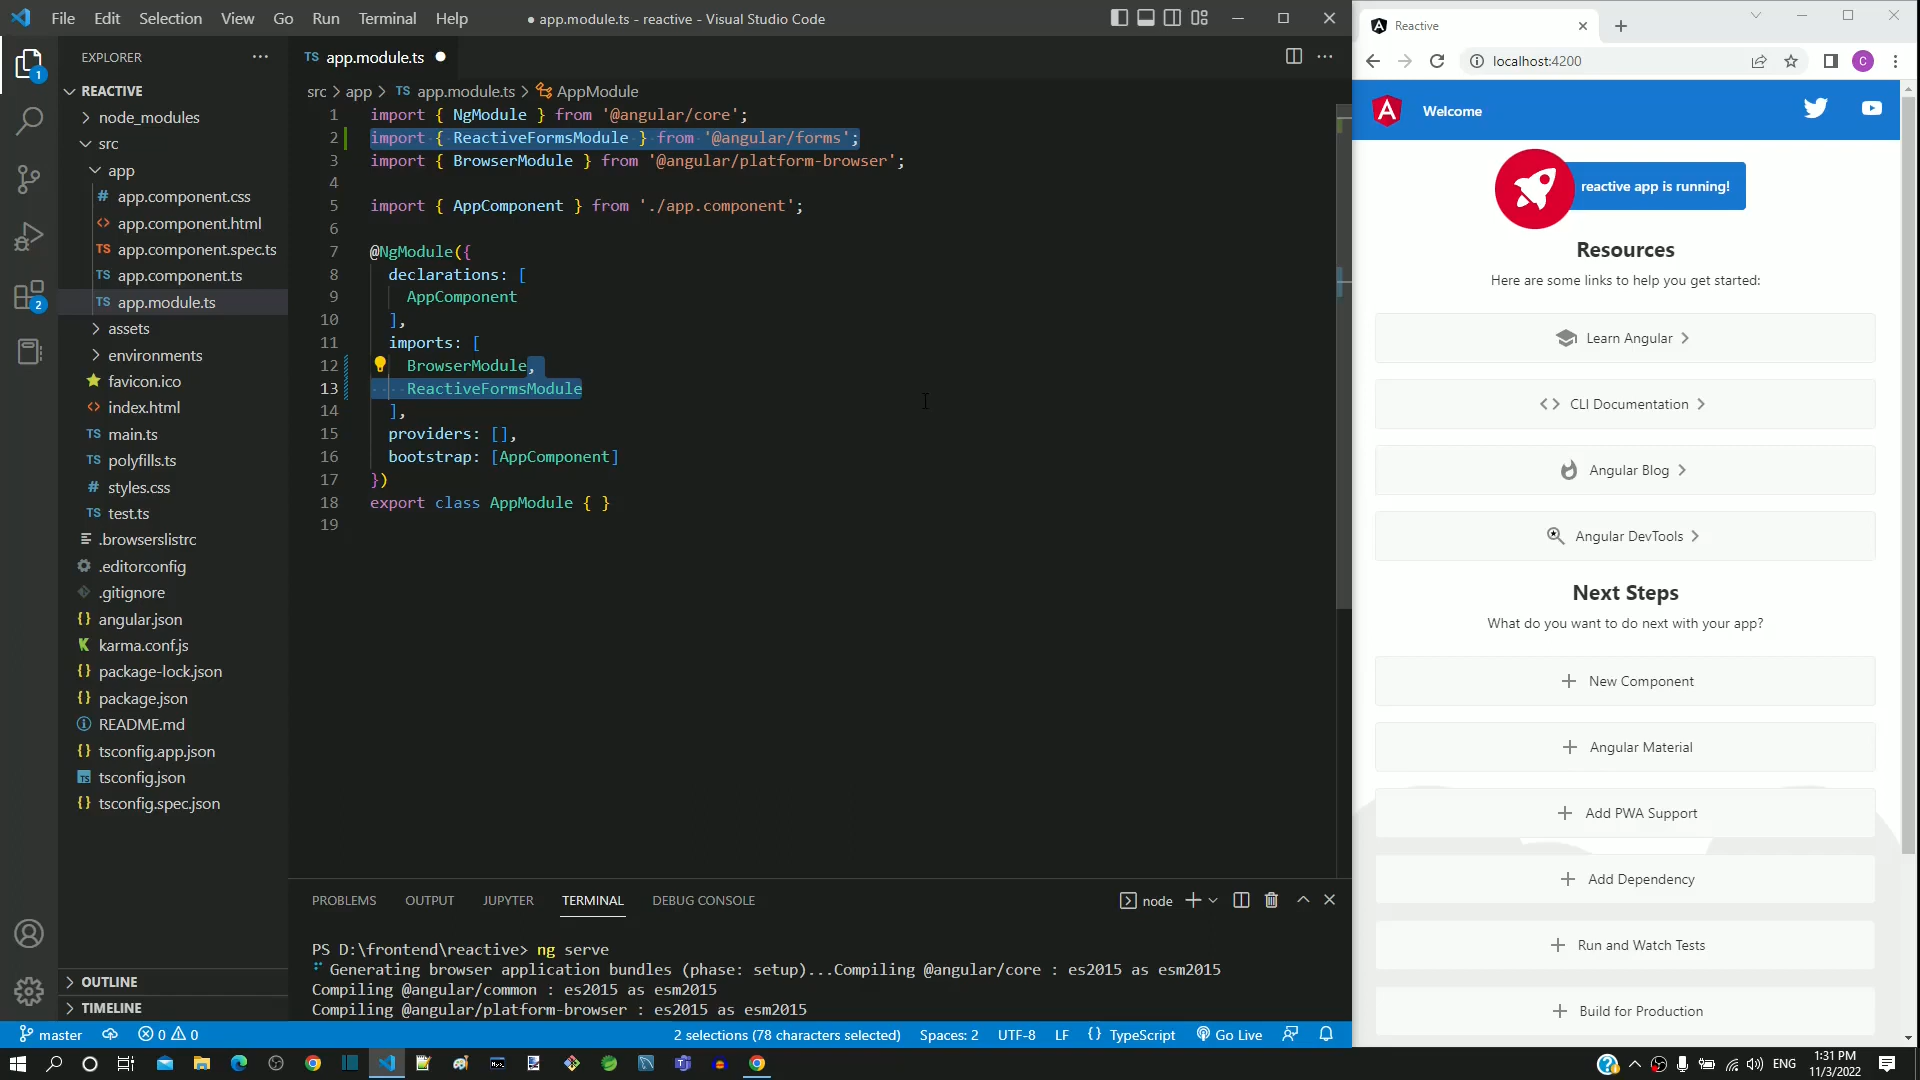 File Edit Selection View Go Run Terminal Help
● app.module.ts - reactive - Visual Studio Code
EXPLORER
REACTIVE
node_modules
src
app
# app.component.css
<> app.component.html
TS app.component.spec.ts
TS app.component.ts
TS app.module.ts
assets
environments
favicon.ico
<> index.html
TS main.ts
TS polyfills.ts
# styles.css
TS test.ts
.browserslistrc
.editorconfig
.gitignore
{} angular.json
karma.conf.js
{} package-lock.json
{} package.json
README.md
{} tsconfig.app.json
TS tsconfig.json
{} tsconfig.spec.json
OUTLINE
TIMELINE
1
2
TS app.module.ts ●
src > app > TS app.module.ts > AppModule
1 import { NgModule } from '@angular/core';
2 import { ReactiveFormsModule } from '@angular/forms';
3 import { BrowserModule } from '@angular/platform-browser';
4
5 import { AppComponent } from './app.component';
6
7 @NgModule({
8 declarations: [
9 AppComponent
10 ],
11 imports: [
12 BrowserModule,
13 ReactiveFormsModule
14 ],
15 providers: [],
16 bootstrap: [AppComponent]
17 })
18 export class AppModule { }
19
PROBLEMS OUTPUT JUPYTER TERMINAL DEBUG CONSOLE
node
PS D:\frontend\reactive> ng serve
Generating browser application bundles (phase: setup)...Compiling @angular/core : es2015 as esm2015
Compiling @angular/common : es2015 as esm2015
Compiling @angular/platform-browser : es2015 as esm2015
master 0 0
2 selections (78 characters selected) Spaces: 2 UTF-8 LF {} TypeScript Go Live
Reactive
localhost:4200
C
A Welcome
reactive app is running!
Resources
Here are some links to help you get started:
Learn Angular
CLI Documentation
Angular Blog
Angular DevTools
Next Steps
What do you want to do next with your app?
New Component
Angular Material
Add PWA Support
Add Dependency
Run and Watch Tests
Build for Production
ENG
1:31 PM
11/3/2022